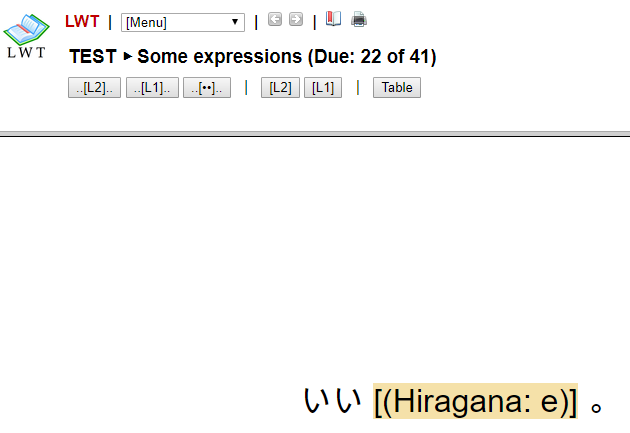 LWT | [Menu] | |
LWT
TEST ▸ Some expressions (Due: 22 of 41)
..[L2].. ..[L1].. ..[••].. | [L2] [L1] | Table
いい [(Hiragana: e)] 。